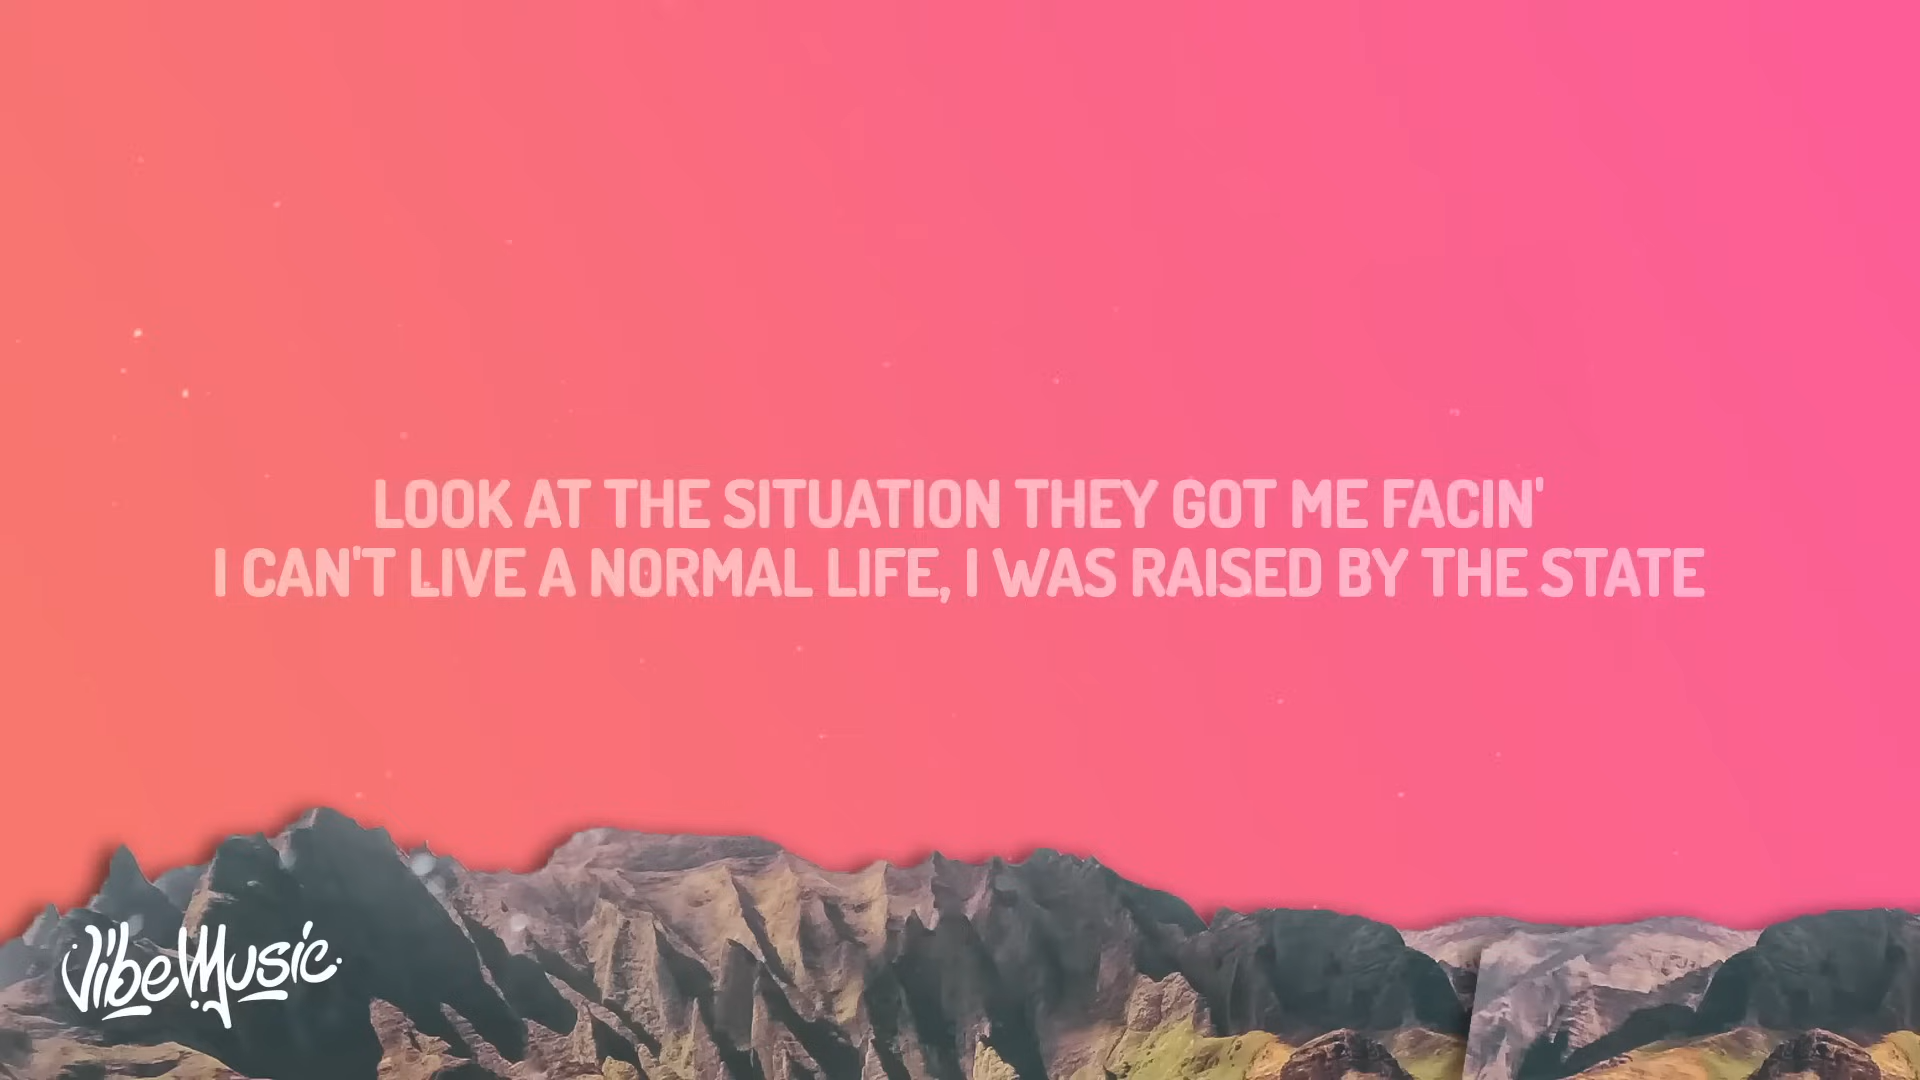 LOOK AT THE SITUATION THEY GOT ME FACIN'
I CAN'T LIVE A NORMAL LIFE, I WAS RAISED BY THE STATE
VibeMusic